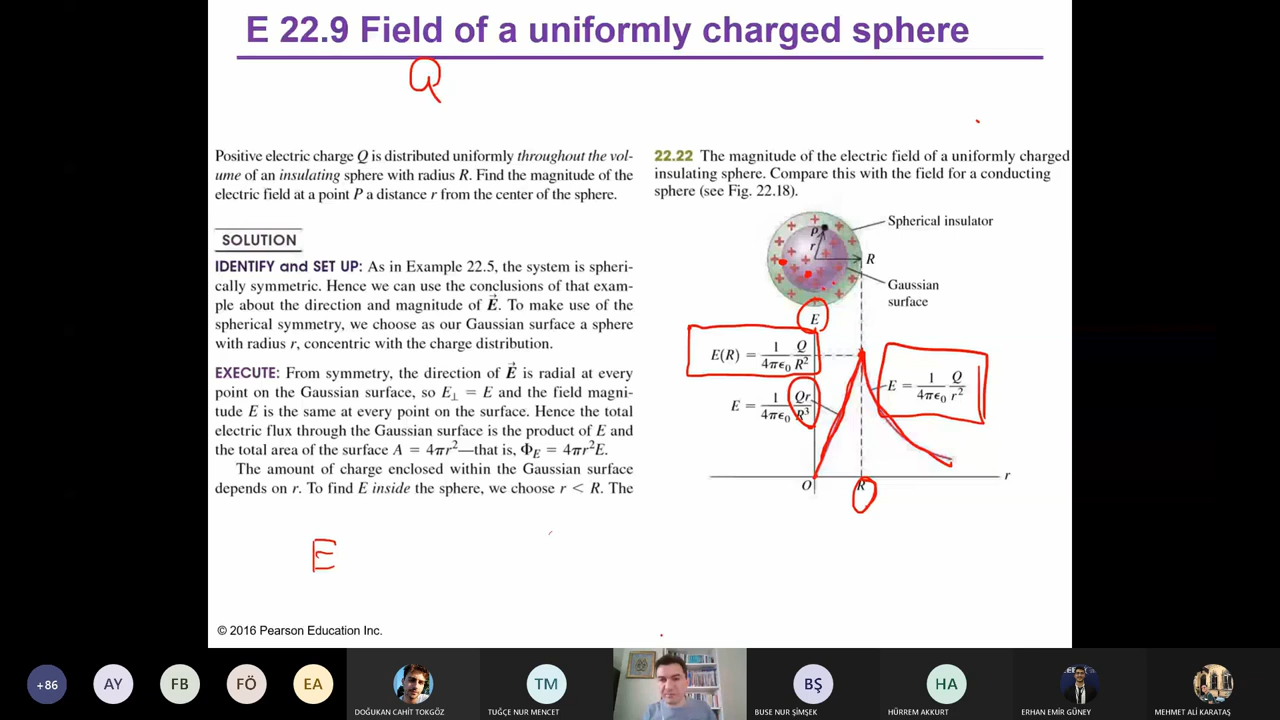 E 22.9 Field of a uniformly charged sphere
Q
Positive electric charge Q is distributed uniformly throughout the vol-
ume of an insulating sphere with radius R. Find the magnitude of the
electric field at a point P a distance r from the center of the sphere.
SOLUTION
IDENTIFY and SET UP: As in Example 22.5, the system is spheri-
cally symmetric. Hence we can use the conclusions of that exam-
ple about the direction and magnitude of E⃗. To make use of the
spherical symmetry, we choose as our Gaussian surface a sphere
with radius r, concentric with the charge distribution.
EXECUTE: From symmetry, the direction of E⃗ is radial at every
point on the Gaussian surface, so E⊥ = E and the field magni-
tude E is the same at every point on the surface. Hence the total
electric flux through the Gaussian surface is the product of E and
the total area of the surface A = 4πr²—that is, Φ_E = 4πr²E.
The amount of charge enclosed within the Gaussian surface
depends on r. To find E inside the sphere, we choose r < R. The
E
22.22 The magnitude of the electric field of a uniformly charged
insulating sphere. Compare this with the field for a conducting
sphere (see Fig. 22.18).
Spherical insulator
P
r
R
Gaussian
surface
E
E(R) = 1/4πϵ₀ Q/R²
E = 1/4πϵ₀ Qr/R³
E = 1/4πϵ₀ Q/r²
O
R
r
© 2016 Pearson Education Inc.
+86
AY
FB
FÖ
EA
TM
BŞ
HA
DOĞUKAN CAHİT TOKGÖZ
TUĞÇE NUR MENCET
BUSE NUR ŞİMŞEK
HÜRREM AKKURT
ERHAN EMİR GÜNEY
MEHMET ALİ KARATAŞ